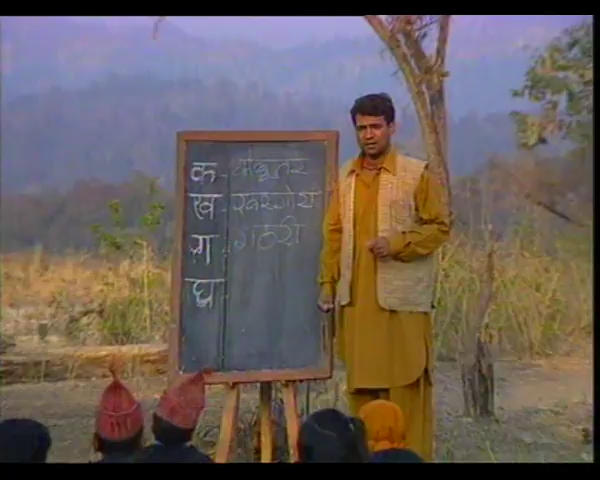 क - कबूतर
ख - खरगोश
ग - गठरी
घ -